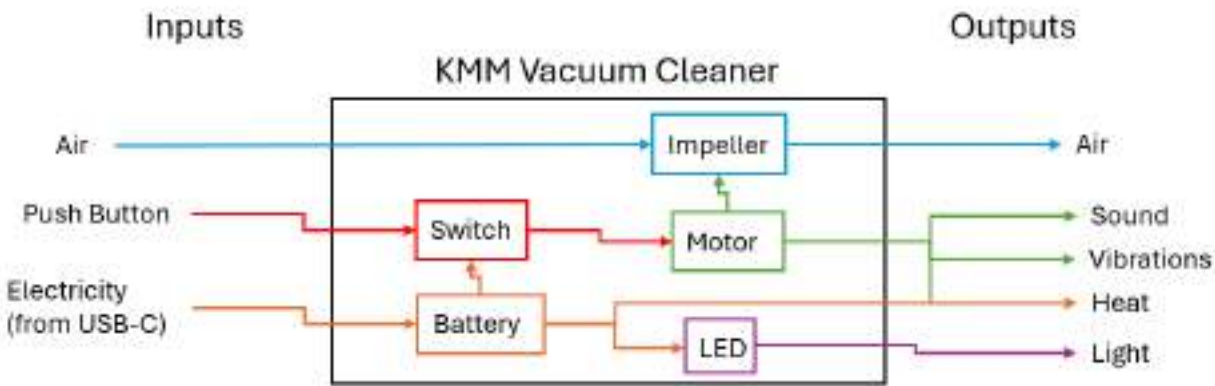 Inputs
Outputs
KMM Vacuum Cleaner
Air
Impeller
Air
Push Button
Switch
Motor
Sound
Vibrations
Electricity
(from USB-C)
Battery
Heat
LED
Light